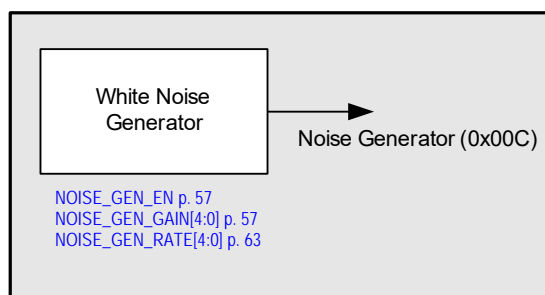 White Noise
Generator
Noise Generator (0x00C)
NOISE_GEN_EN p. 57
NOISE_GEN_GAIN[4:0] p. 57
NOISE_GEN_RATE[4:0] p. 63